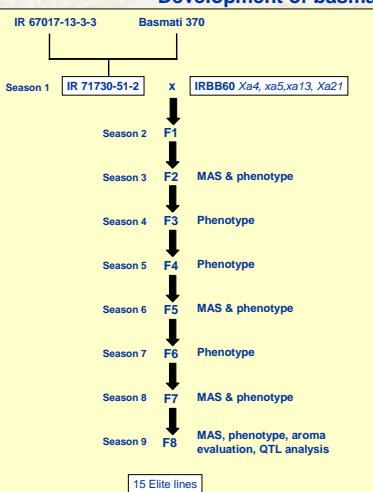 Development of basma
IR 67017-13-3-3 Basmati 370
Season 1 IR 71730-51-2 x IRBB60 Xa4, xa5,xa13, Xa21
Season 2 F1
Season 3 F2 MAS & phenotype
Season 4 F3 Phenotype
Season 5 F4 Phenotype
Season 6 F5 MAS & phenotype
Season 7 F6 Phenotype
Season 8 F7 MAS & phenotype
Season 9 F8 MAS, phenotype, aroma
evaluation, QTL analysis
15 Elite lines